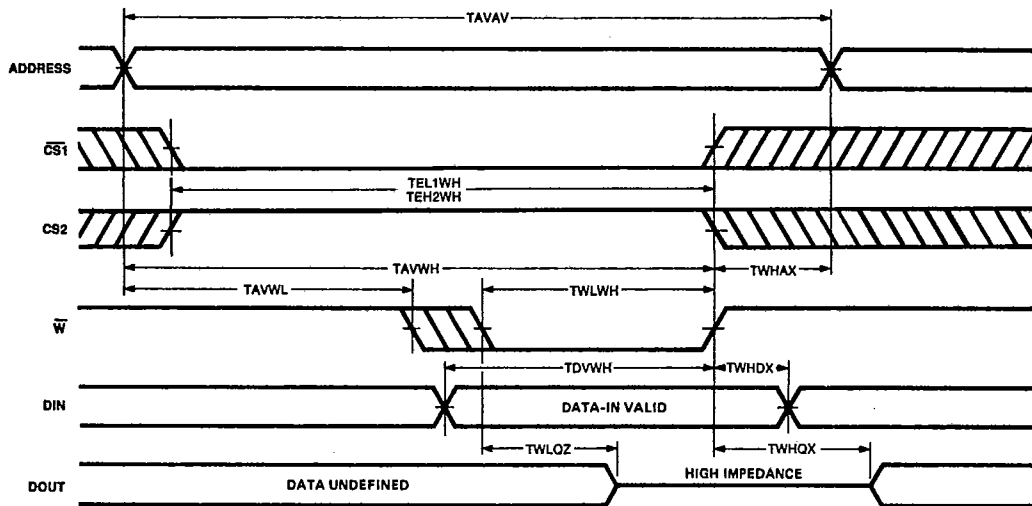 TAVAV
ADDRESS
CS1
TEL1WH
TEH2WH
CS2
TAVWH
TWHAX
TAVWL
TWLWH
W
TDVWH
TWHDX
DIN
DATA-IN VALID
TWLQZ
TWHQX
DOUT
DATA UNDEFINED
HIGH IMPEDANCE